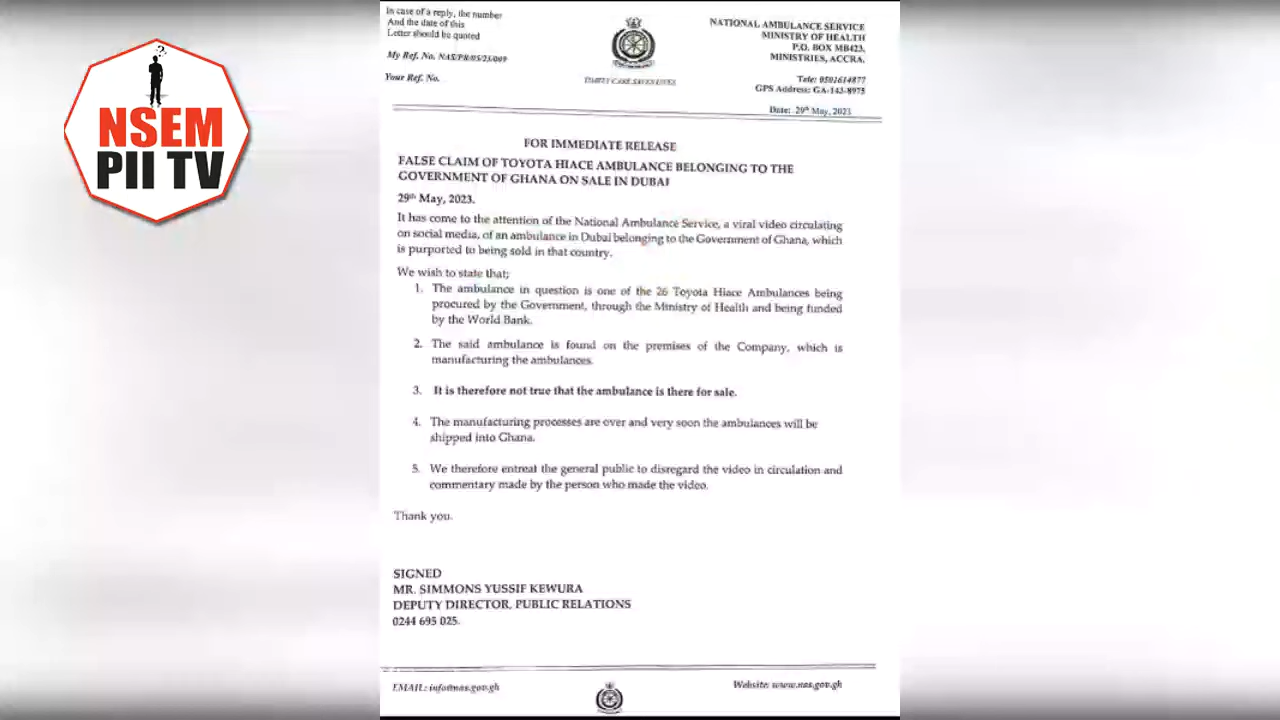 NSEM
PII TV
In case of a reply, the number
And the date of this
Letter should be quoted
My Ref. No. NAS/PR/05/23/009
Your Ref. No.
TIMELY CARE SAVES LIVES
NATIONAL AMBULANCE SERVICE
MINISTRY OF HEALTH
P.O. BOX MB423,
MINISTRIES, ACCRA.
Tele: 0501614877
GPS Address: GA-143-8975
Date: 29th May, 2023
FOR IMMEDIATE RELEASE
FALSE CLAIM OF TOYOTA HIACE AMBULANCE BELONGING TO THE
GOVERNMENT OF GHANA ON SALE IN DUBAI
29th May, 2023.
It has come to the attention of the National Ambulance Service, a viral video circulating
on social media, of an ambulance in Dubai belonging to the Government of Ghana, which
is purported to being sold in that country.
We wish to state that;
1. The ambulance in question is one of the 26 Toyota Hiace Ambulances being
procured by the Government, through the Ministry of Health and being funded
by the World Bank.
2. The said ambulance is found on the premises of the Company, which is
manufacturing the ambulances.
3. It is therefore not true that the ambulance is there for sale.
4. The manufacturing processes are over and very soon the ambulances will be
shipped into Ghana.
5. We therefore entreat the general public to disregard the video in circulation and
commentary made by the person who made the video.
Thank you.
SIGNED
MR. SIMMONS YUSSIF KEWURA
DEPUTY DIRECTOR, PUBLIC RELATIONS
0244 695 025.
EMAIL: info@nas.gov.gh
Website: www.nas.gov.gh